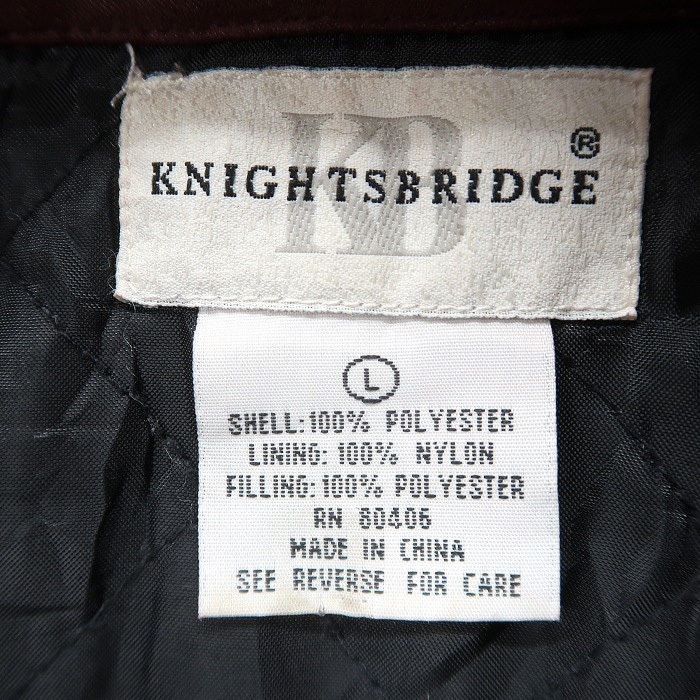 KB
®
KNIGHTSBRIDGE
L
SHELL:100% POLYESTER
LINING: 100% NYLON
FILLING:100% POLYESTER
RN 80406
MADE IN CHINA
SEE REVERSE FOR CARE